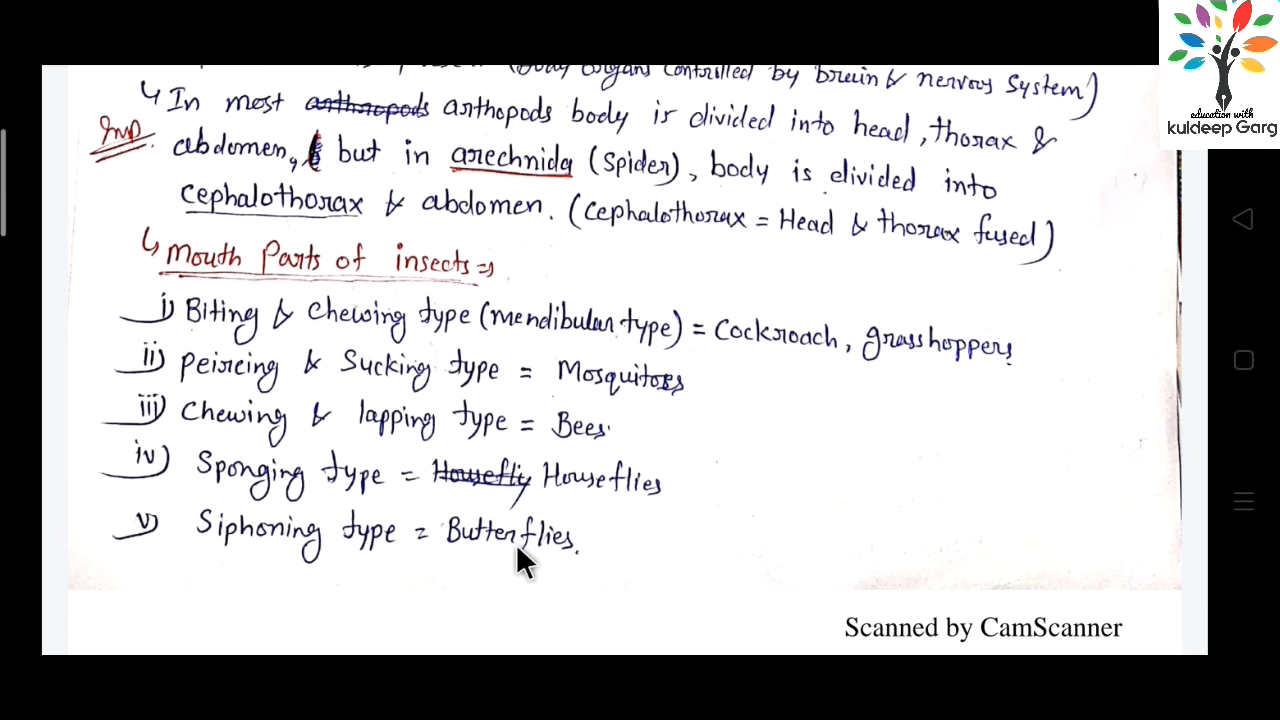 (body organs controlled by brain & nervous system)
↳ In most anthropods arthopods body is divided into head, thorax &
Imp. abdomen, but in arechnida (spider), body is divided into
cephalothorax & abdomen. (cephalothorax = Head & thorax fused)
↳ Mouth Parts of insects ⇒
i) Biting & chewing type (mendibular type) = Cockroach, grasshoppers
ii) Peircing & Sucking type = Mosquitoes
iii) Chewing & lapping type = Bees.
iv) Sponging type = Housefly Houseflies
v) Siphoning type = Butterflies.
Scanned by CamScanner
education with
kuldeep Garg